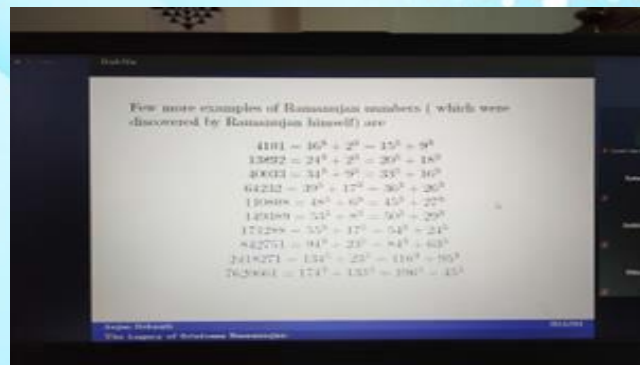 Few more examples of Ramanujan numbers ( which were
discovered by Ramanujan himself) are
4104 = 16³ + 2³ = 15³ + 9³
13832 = 24³ + 2³ = 20³ + 18³
40033 = 34³ + 9³ = 33³ + 16³
64232 = 39³ + 17³ = 36³ + 26³
110808 = 48³ + 6³ = 45³ + 27³
149389 = 53³ + 8³ = 50³ + 29³
171288 = 55³ + 17³ = 54³ + 24³
842751 = 94³ + 23³ = 84³ + 63³
2418271 = 134³ + 23³ = 116³ + 95³
7620661 = 174³ + 133³ = 196³ + 45³
The Legacy of Srinivasa Ramanujan